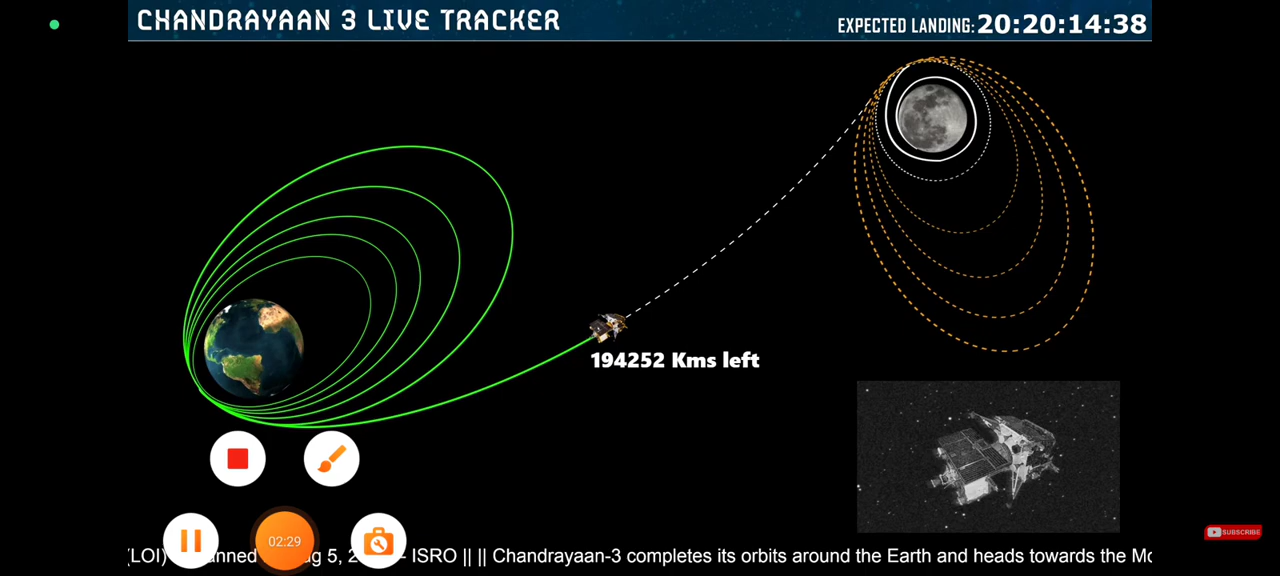 CHANDRAYAAN 3 LIVE TRACKER
EXPECTED LANDING: 20:20:14:38
194252 Kms left
02:29
(LOI) ISRO || || Chandrayaan-3 completes its orbits around the Earth and heads towards the
SUBSCRIBE